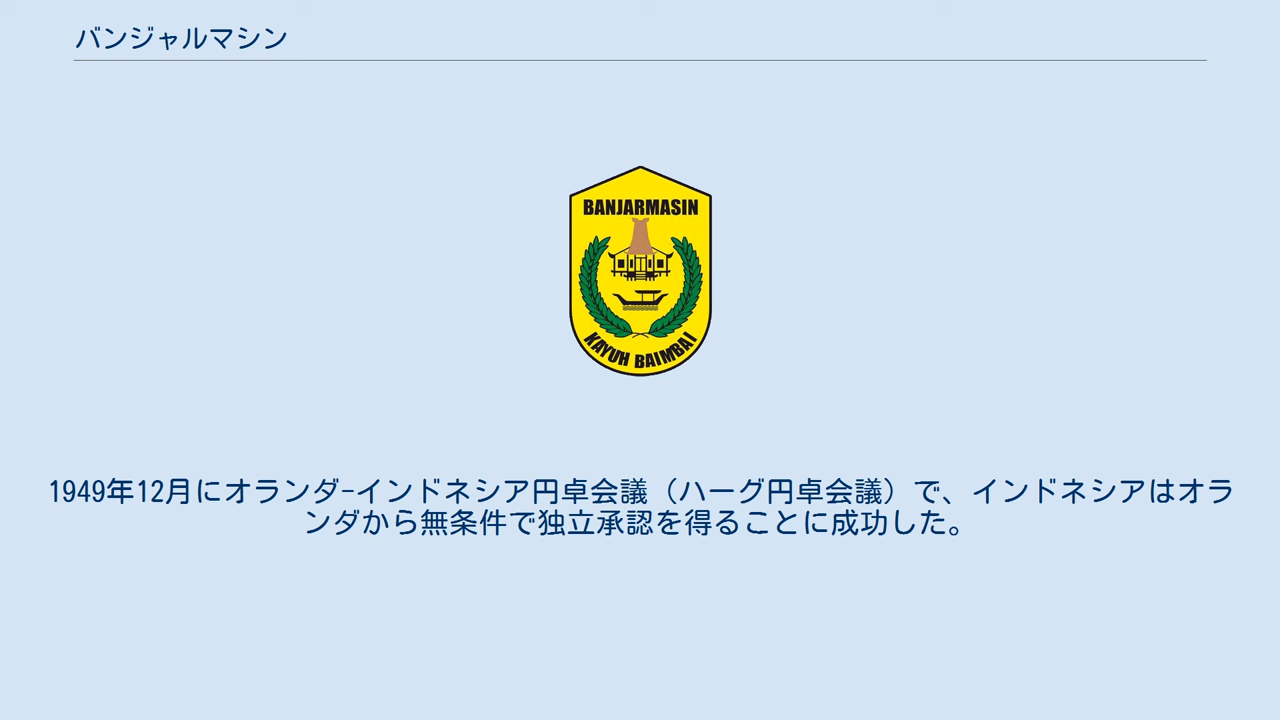 バンジャルマシン
BANJARMASIN
KAYUH BAIMBAI
1949年12月にオランダ-インドネシア円卓会議（ハーグ円卓会議）で、インドネシアはオラ
ンダから無条件で独立承認を得ることに成功した。